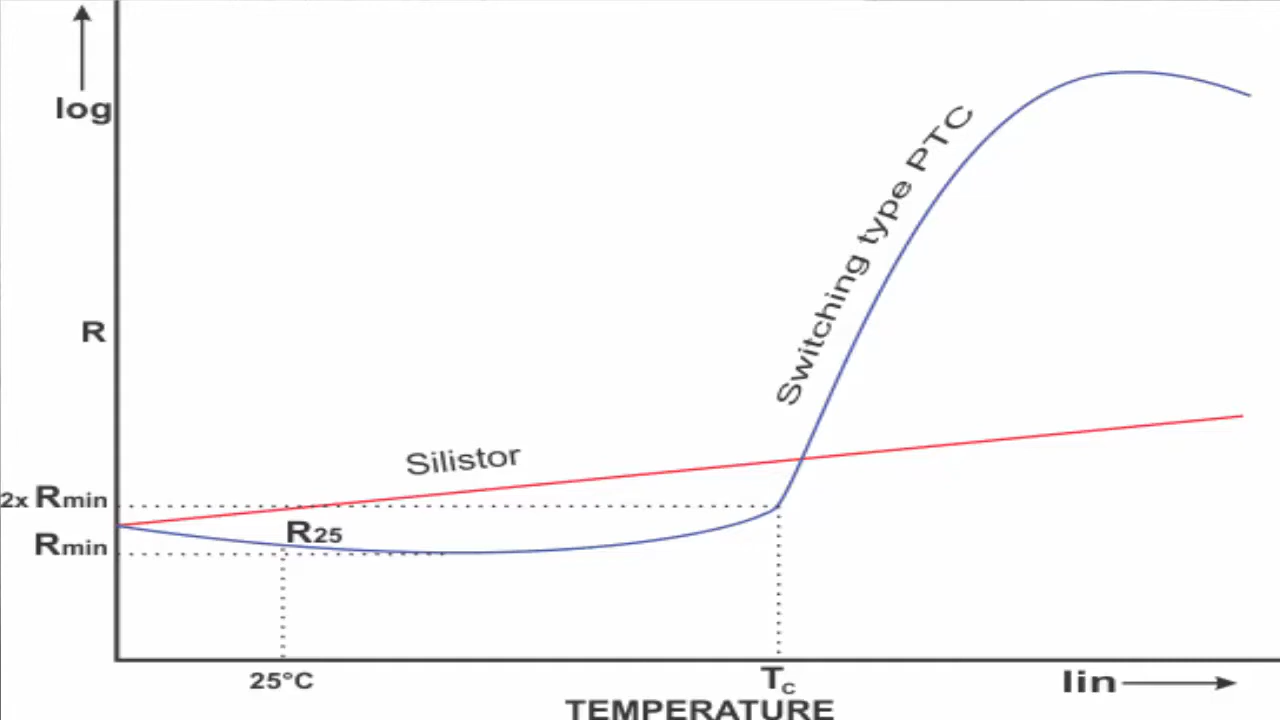 log
R
Switching type PTC
Silistor
2x Rmin
R25
Rmin
25°C
Tc
lin
TEMPERATURE